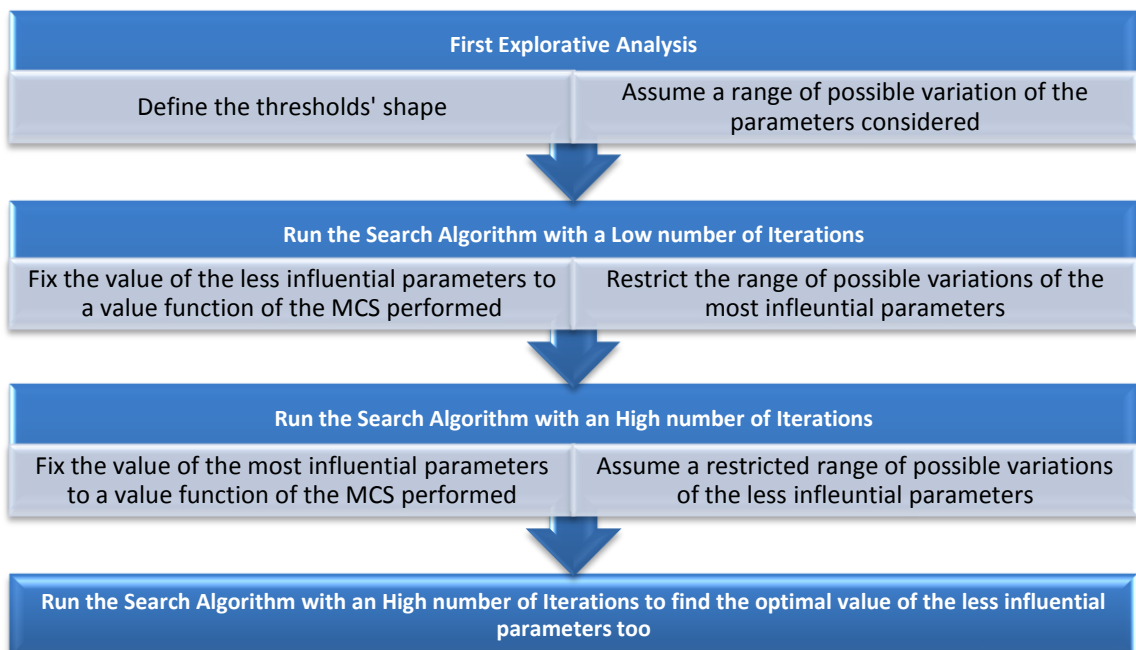 First Explorative Analysis
Define the thresholds' shape
Assume a range of possible variation of the
parameters considered
Run the Search Algorithm with a Low number of Iterations
Fix the value of the less influential parameters to
a value function of the MCS performed
Restrict the range of possible variations of the
most infleuntial parameters
Run the Search Algorithm with an High number of Iterations
Fix the value of the most influential parameters
to a value function of the MCS performed
Assume a restricted range of possible variations
of the less infleuntial parameters
Run the Search Algorithm with an High number of Iterations to find the optimal value of the less influential
parameters too